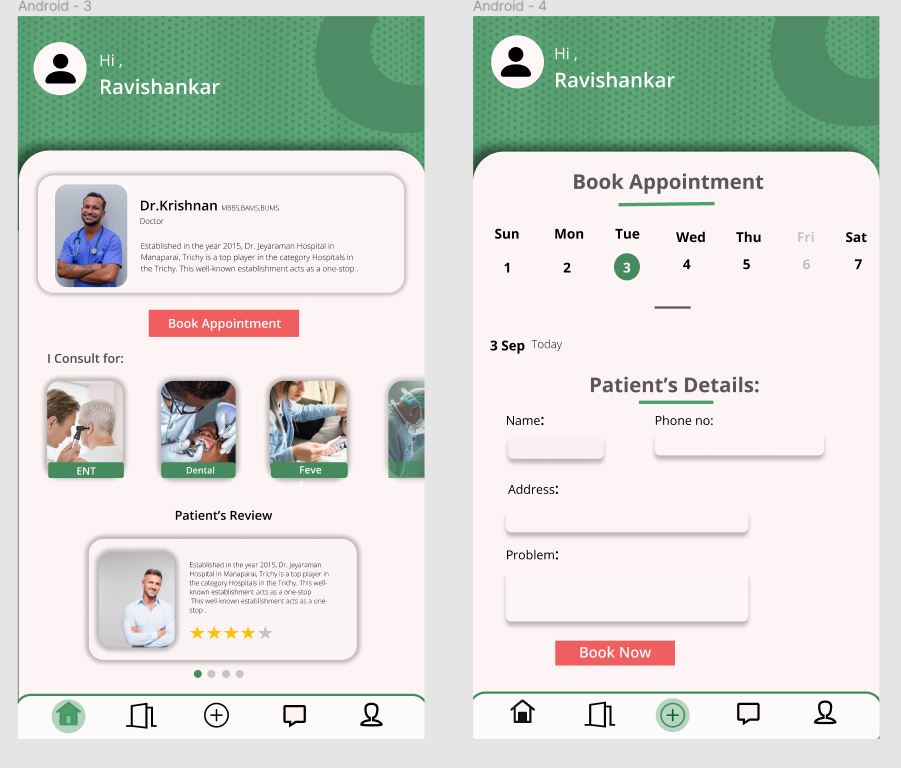 Android - 3
Hi ,
Ravishankar
Dr.Krishnan MBBS,BAMS,BUMS.
Doctor
Established in the year 2015, Dr. Jeyaraman Hospital in
Manaparai, Trichy is a top player in the category Hospitals in
the Trichy. This well-known establishment acts as a one-stop .
Book Appointment
I Consult for:
ENT
Dental
Feve
Patient's Review
Established in the year 2015, Dr. Jeyaraman
Hospital in Manaparai, Trichy is a top player in
the category Hospitals in the Trichy. This well-
known establishment acts as a one-stop
This well-known establishment acts as a one-
stop .
Android - 4
Hi ,
Ravishankar
Book Appointment
Sun Mon Tue Wed Thu Fri Sat
1 2 3 4 5 6 7
3 Sep Today
Patient's Details:
Name: Phone no:
Address:
Problem:
Book Now